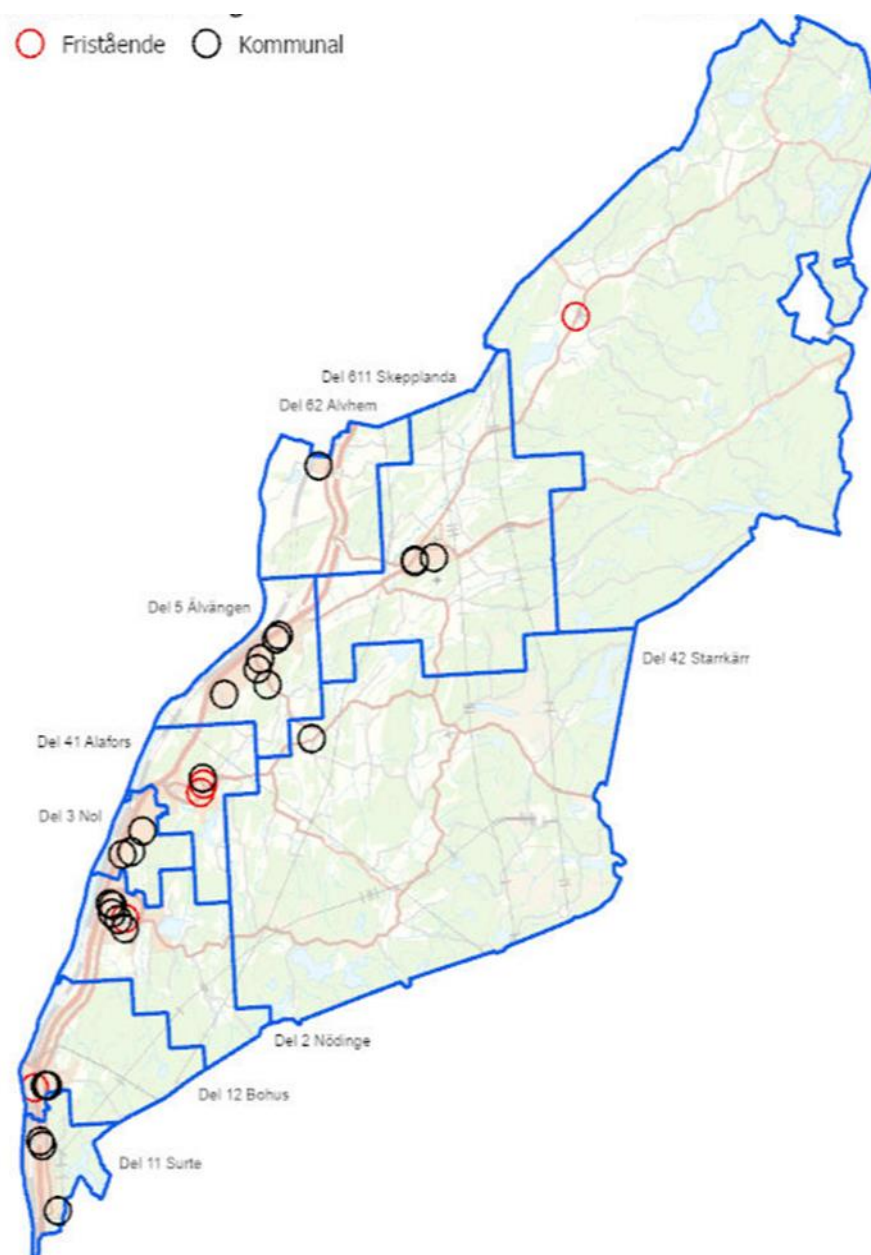 Fristående Kommunal
Del 611 Skepplanda
Del 62 Alvhem
Del 5 Älvängen
Del 42 Starrkärr
Del 41 Alafors
Del 3 Nol
Del 2 Nödinge
Del 12 Bohus
Del 11 Surte